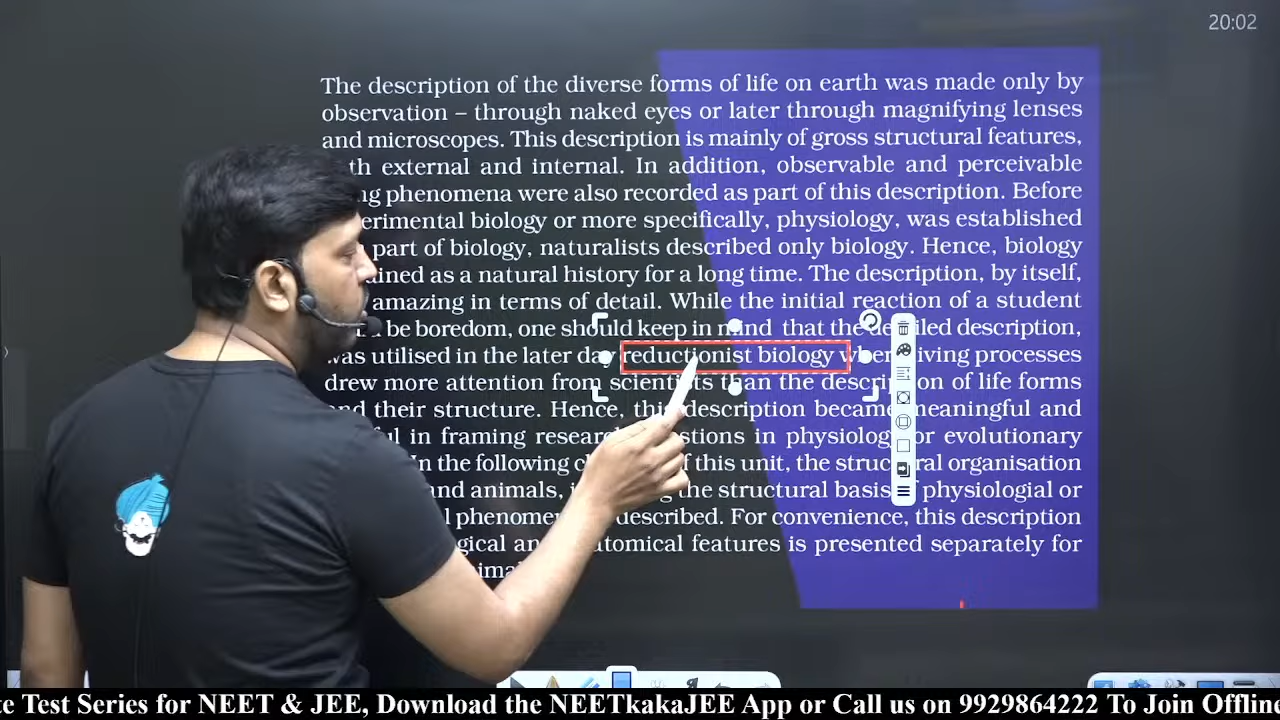 20:02
The description of the diverse forms of life on earth was made only by
observation – through naked eyes or later through magnifying lenses
and microscopes. This description is mainly of gross structural features,
external and internal. In addition, observable and perceivable
phenomena were also recorded as part of this description. Before
biology or more specifically, physiology, was established
part of biology, naturalists described only biology. Hence, biology
as a natural history for a long time. The description, by itself,
amazing in terms of detail. While the initial reaction of a student
be boredom, one should keep in mind that the description,
was utilised in the later day reductionist biology when living processes
drew more attention from scientists than the description of life forms
and their structure. Hence, this description became meaningful and
in framing research questions in physiology or evolutionary
In the following of this unit, the structural organisation
and animals, the structural basis of physiologial or
described. For convenience, this description
features is presented separately for
Test Series for NEET & JEE, Download the NEETkakaJEE App or Call us on 9929864222 To Join